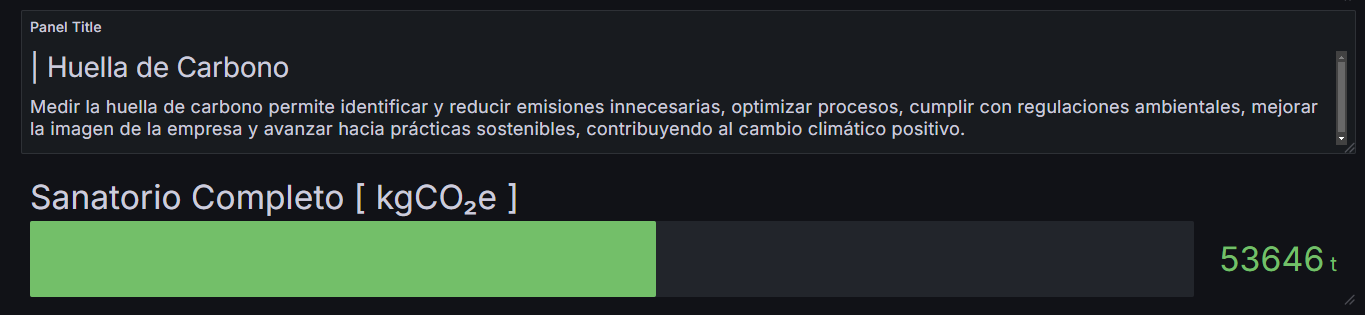 Panel Title
| Huella de Carbono
Medir la huella de carbono permite identificar y reducir emisiones innecesarias, optimizar procesos, cumplir con regulaciones ambientales, mejorar
la imagen de la empresa y avanzar hacia prácticas sostenibles, contribuyendo al cambio climático positivo.
Sanatorio Completo [ kgCO₂e ]
53646 t